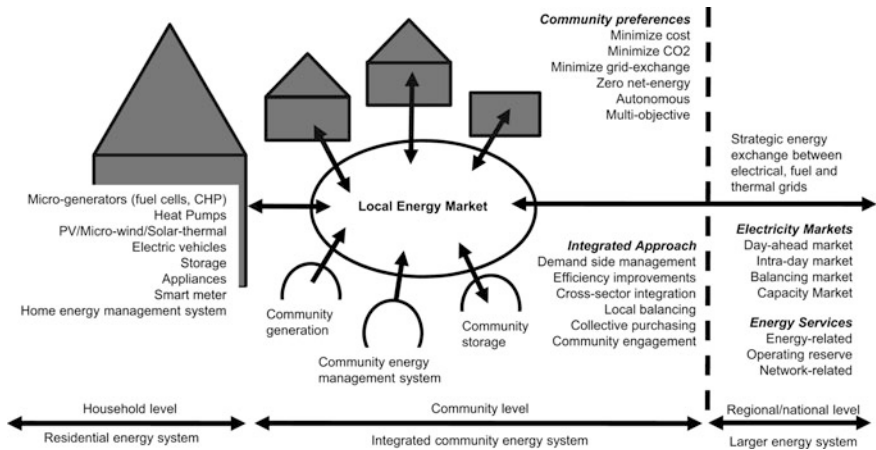 Community preferences
Minimize cost
Minimize CO2
Minimize grid-exchange
Zero net-energy
Autonomous
Multi-objective
Strategic energy
exchange between
electrical, fuel and
thermal grids
Micro-generators (fuel cells, CHP)
Heat Pumps
PV/Micro-wind/Solar-thermal
Electric vehicles
Storage
Appliances
Smart meter
Home energy management system
Local Energy Market
Community
generation
Community energy
management system
Community
storage
Integrated Approach
Demand side management
Efficiency improvements
Cross-sector integration
Local balancing
Collective purchasing
Community engagement
Electricity Markets
Day-ahead market
Intra-day market
Balancing market
Capacity Market
Energy Services
Energy-related
Operating reserve
Network-related
Household level
Residential energy system
Community level
Integrated community energy system
Regional/national level
Larger energy system